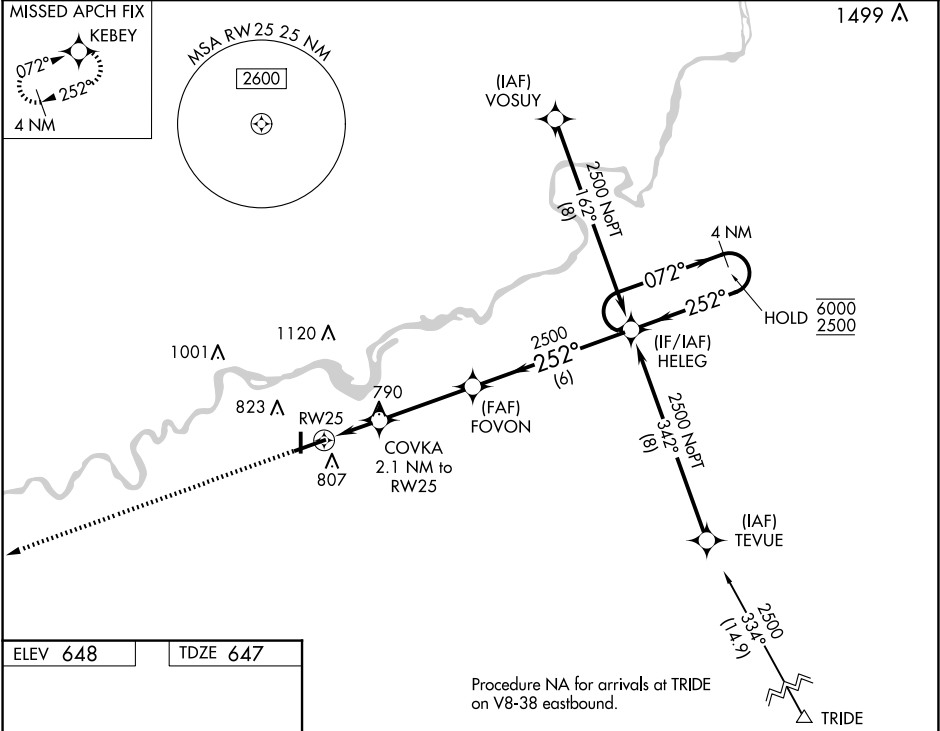 MISSED APCH FIX
KEBEY
072°
252°
4 NM
MSA RW25 25 NM
2600
1499
(IAF)
VOSUY
2500 NoPT
162°
(8)
4 NM
072°
252°
HOLD
6000
2500
(IF/IAF)
HELEG
2500
252°
(6)
1120
1001
823
790
RW25
807
COVKA
2.1 NM to
RW25
(FAF)
FOVON
2500 NoPT
342°
(8)
(IAF)
TEVUE
2500
334°
(14.9)
TRIDE
ELEV 648
TDZE 647
Procedure NA for arrivals at TRIDE
on V8-38 eastbound.